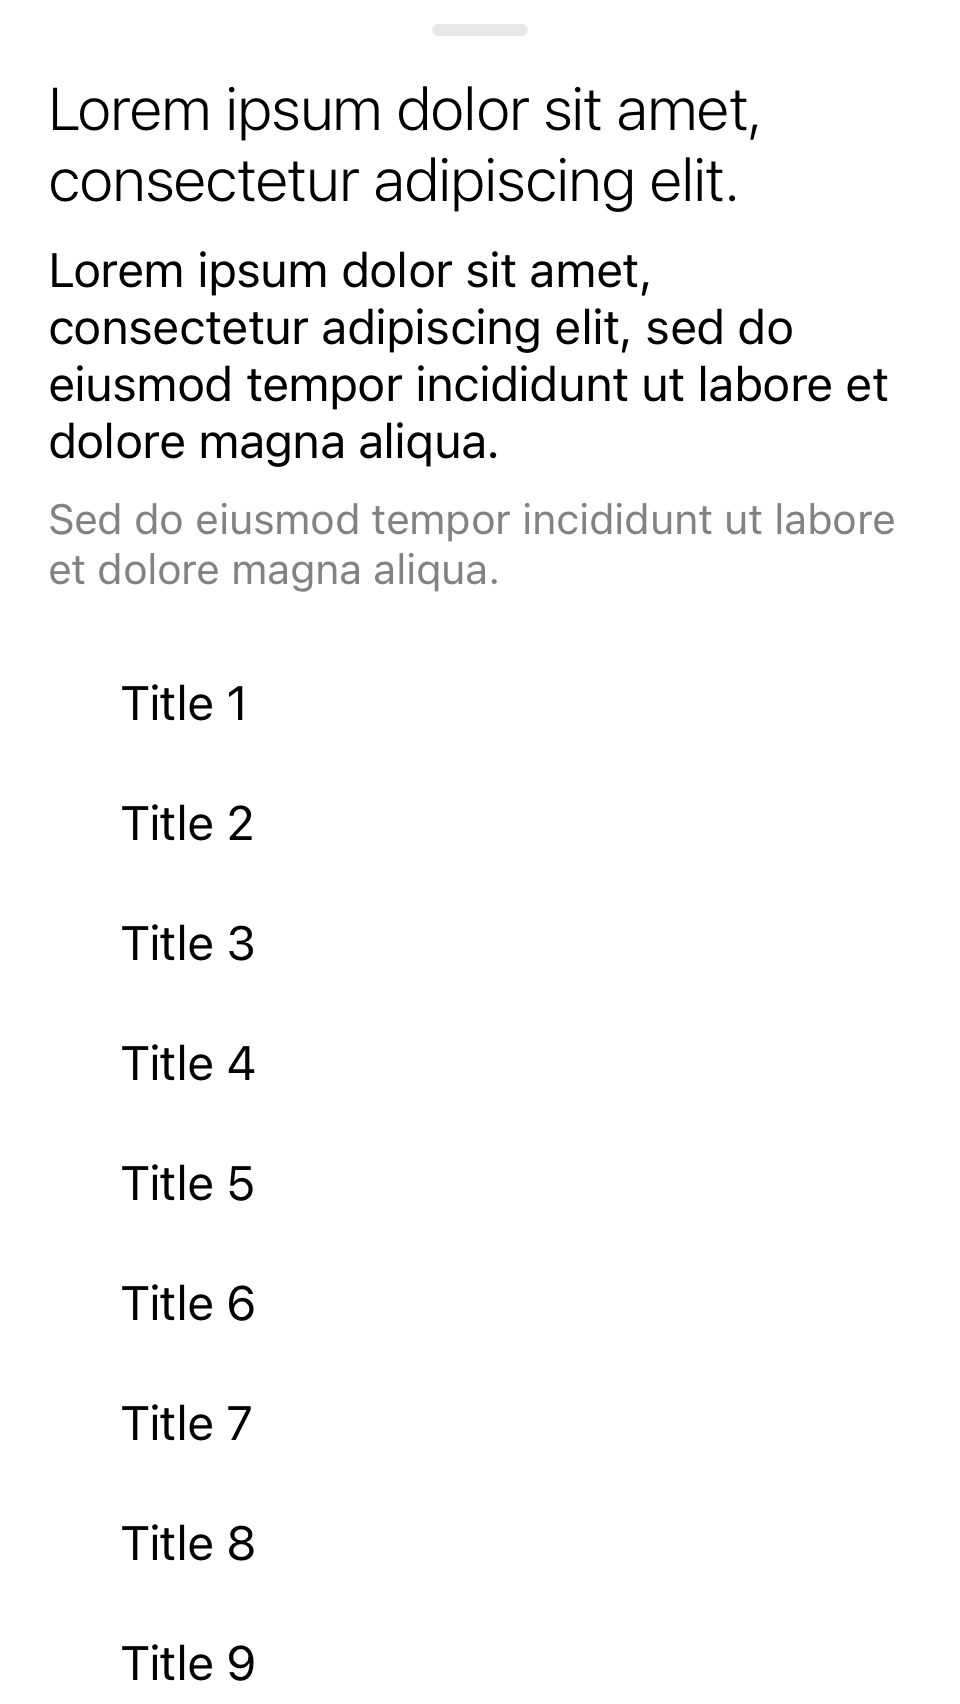 Lorem ipsum dolor sit amet,
consectetur adipiscing elit.
Lorem ipsum dolor sit amet,
consectetur adipiscing elit, sed do
eiusmod tempor incididunt ut labore et
dolore magna aliqua.
Sed do eiusmod tempor incididunt ut labore
et dolore magna aliqua.
Title 1
Title 2
Title 3
Title 4
Title 5
Title 6
Title 7
Title 8
Title 9